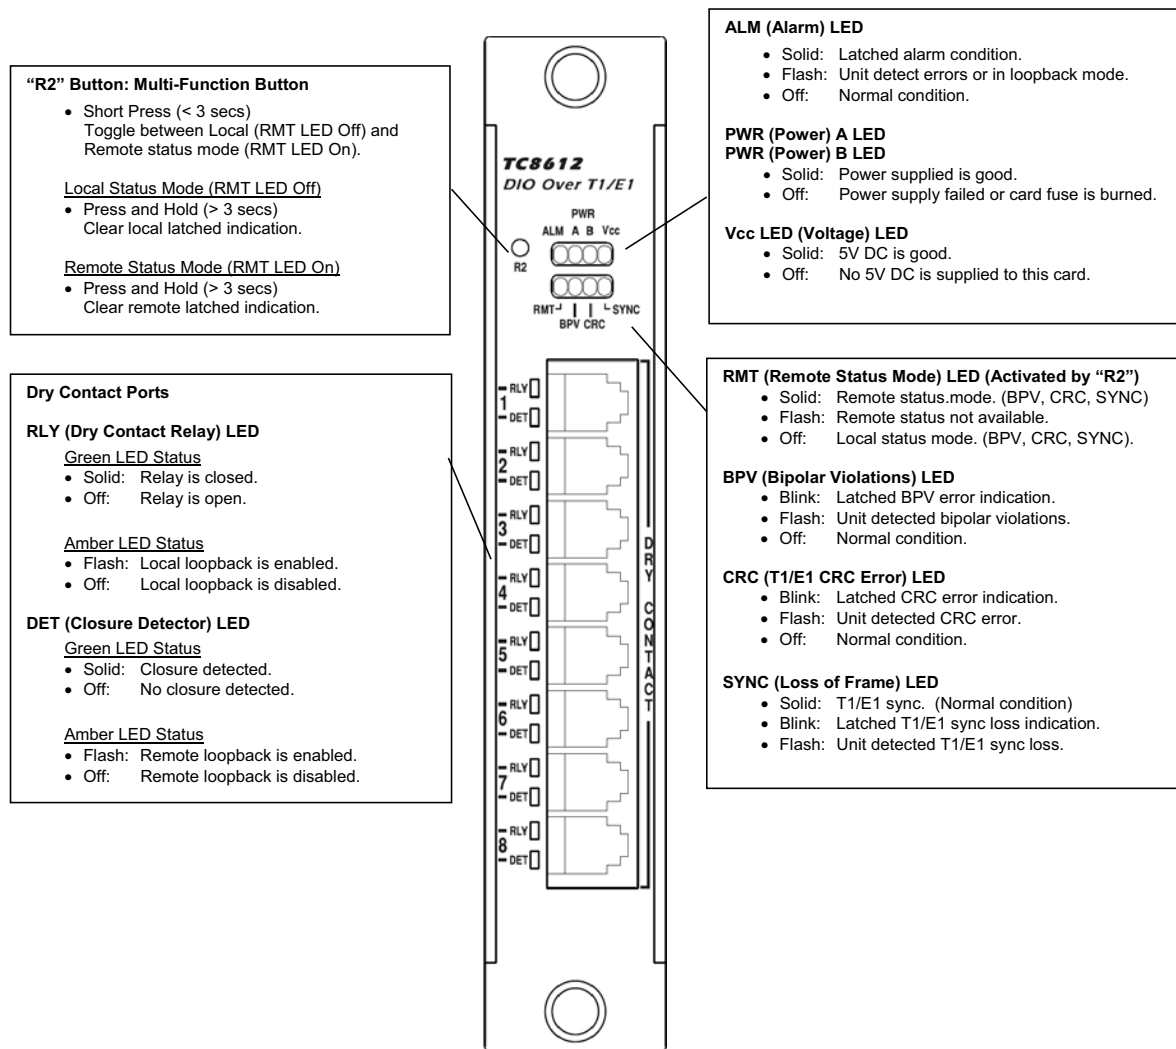 “R2” Button: Multi-Function Button
• Short Press (< 3 secs)
Toggle between Local (RMT LED Off) and
Remote status mode (RMT LED On).
Local Status Mode (RMT LED Off)
• Press and Hold (> 3 secs)
Clear local latched indication.
Remote Status Mode (RMT LED On)
• Press and Hold (> 3 secs)
Clear remote latched indication.
Dry Contact Ports
RLY (Dry Contact Relay) LED
Green LED Status
• Solid: Relay is closed.
• Off: Relay is open.
Amber LED Status
• Flash: Local loopback is enabled.
• Off: Local loopback is disabled.
DET (Closure Detector) LED
Green LED Status
• Solid: Closure detected.
• Off: No closure detected.
Amber LED Status
• Flash: Remote loopback is enabled.
• Off: Remote loopback is disabled.
TC8612
DIO Over T1/E1
PWR
ALM A B Vcc
R2
RMT SYNC
BPV CRC
RLY
1
DET
RLY
2
DET
RLY
3
DET
RLY
4
DET
RLY
5
DET
RLY
6
DET
RLY
7
DET
RLY
8
DET
DRY CONTACT
ALM (Alarm) LED
• Solid: Latched alarm condition.
• Flash: Unit detect errors or in loopback mode.
• Off: Normal condition.
PWR (Power) A LED
PWR (Power) B LED
• Solid: Power supplied is good.
• Off: Power supply failed or card fuse is burned.
Vcc LED (Voltage) LED
• Solid: 5V DC is good.
• Off: No 5V DC is supplied to this card.
RMT (Remote Status Mode) LED (Activated by “R2”)
• Solid: Remote status.mode. (BPV, CRC, SYNC)
• Flash: Remote status not available.
• Off: Local status mode. (BPV, CRC, SYNC).
BPV (Bipolar Violations) LED
• Blink: Latched BPV error indication.
• Flash: Unit detected bipolar violations.
• Off: Normal condition.
CRC (T1/E1 CRC Error) LED
• Blink: Latched CRC error indication.
• Flash: Unit detected CRC error.
• Off: Normal condition.
SYNC (Loss of Frame) LED
• Solid: T1/E1 sync. (Normal condition)
• Blink: Latched T1/E1 sync loss indication.
• Flash: Unit detected T1/E1 sync loss.